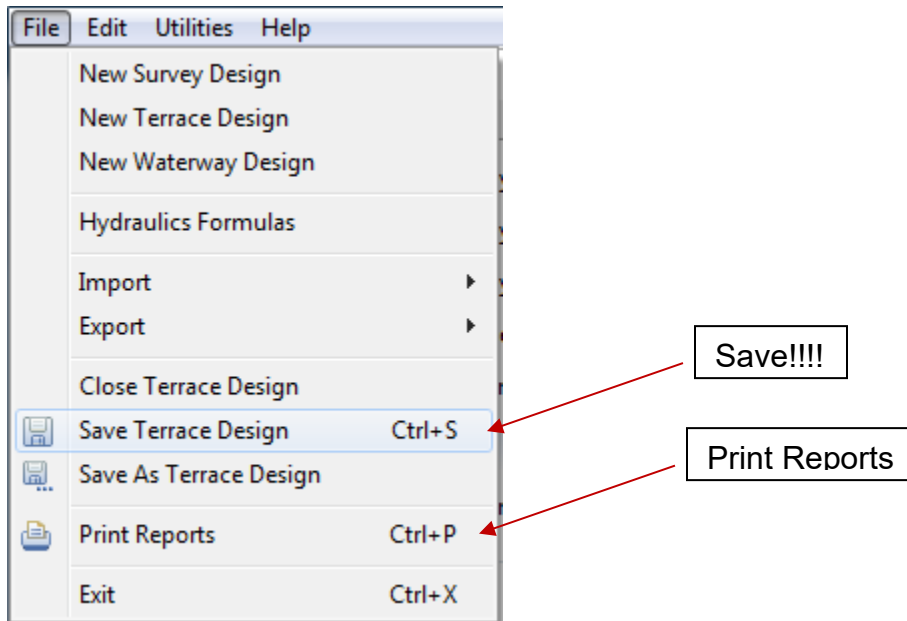 File Edit Utilities Help
New Survey Design
New Terrace Design
New Waterway Design
Hydraulics Formulas
Import
Export
Close Terrace Design
Save Terrace Design Ctrl+S
Save As Terrace Design
Print Reports Ctrl+P
Exit Ctrl+X
Save!!!!
Print Reports